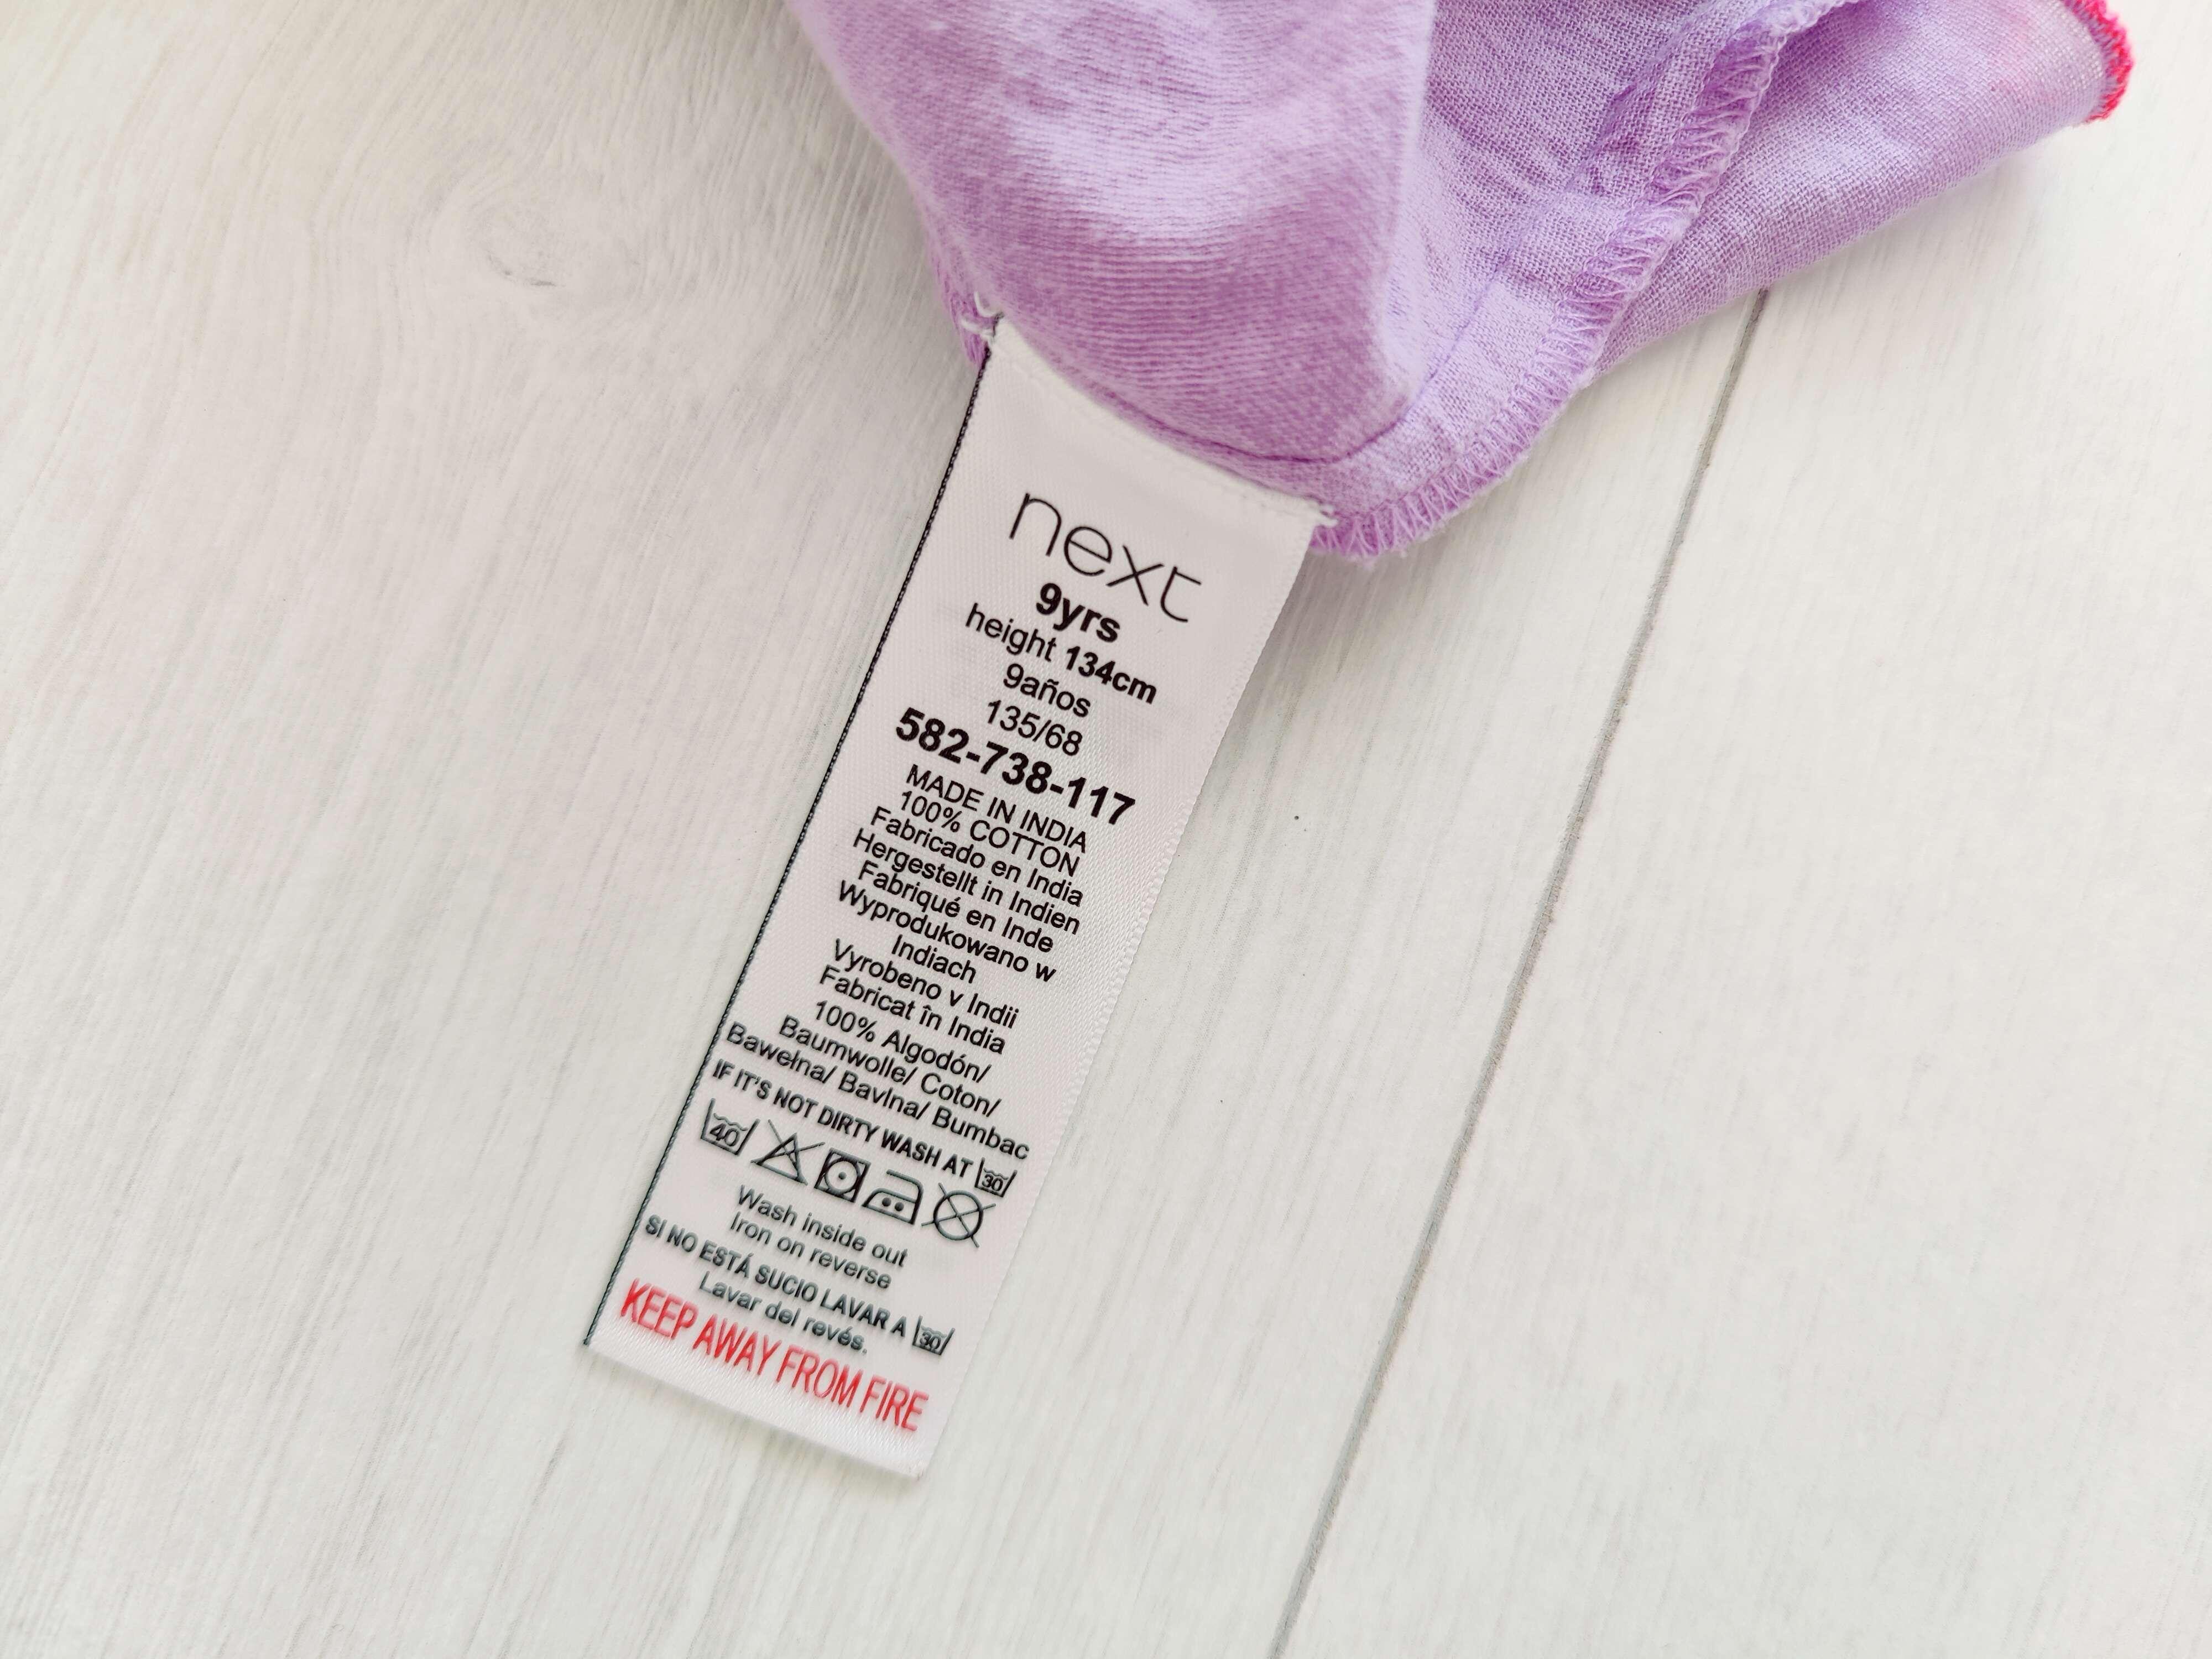 next
9yrs
height 134cm
9años
135/68
582-738-117
MADE IN INDIA
100% COTTON
Fabricado en India
Hergestellt in Indien
Fabriqué en Inde
Wyprodukowano w
Indiach
Vyrobeno v Indii
Fabricat în India
100% Algodón/
Baumwolle/ Coton/
Bawełna/ Bavlna/ Bumbac
IF IT'S NOT DIRTY WASH AT 30
40
Wash inside out
Iron on reverse
SI NO ESTÁ SUCIO LAVAR A 30
Lavar del revés.
KEEP AWAY FROM FIRE